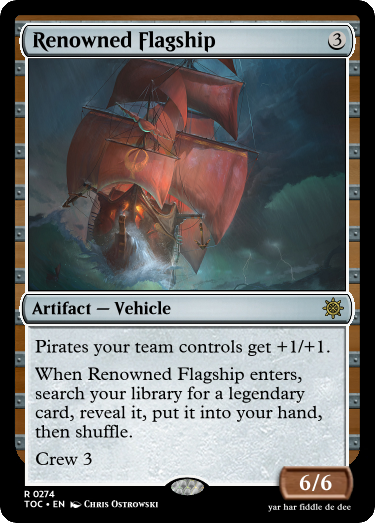 Renowned Flagship 3
Artifact — Vehicle
Pirates your team controls get +1/+1.
When Renowned Flagship enters,
search your library for a legendary
card, reveal it, put it into your hand,
then shuffle.
Crew 3
6/6
R 0274
TOC • EN Chris Ostrowski
yar har fiddle de dee